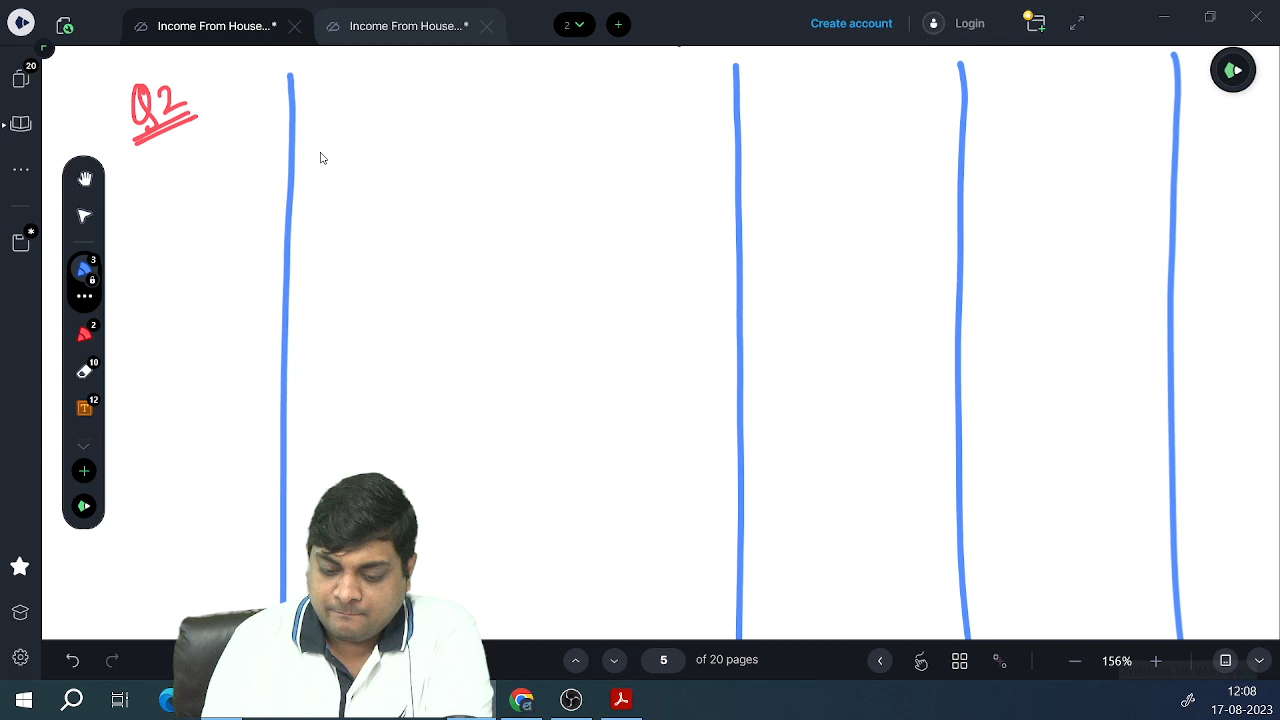 Income From House...*
Income From House...*
2
Create account
Login
20
Q2
*
3
2
10
12
T
5
of 20 pages
156%
12:08
17-08-2023